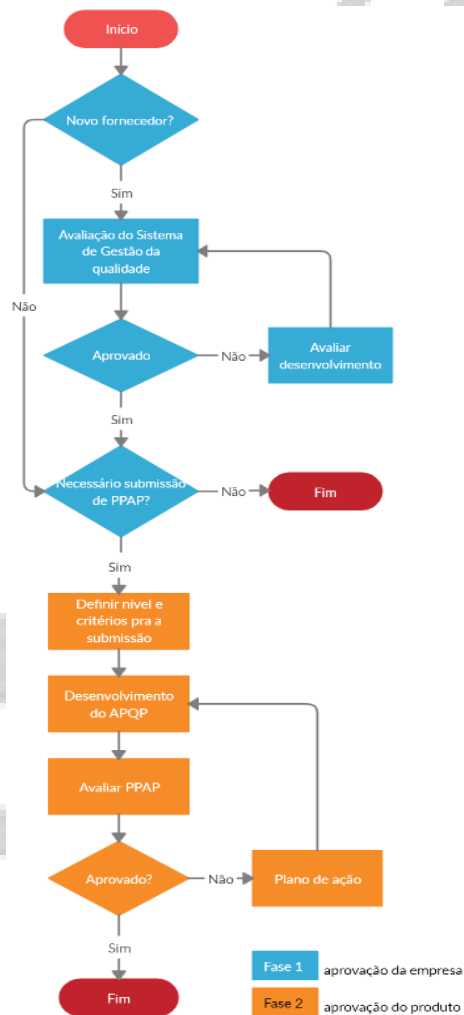 Início
Novo fornecedor?
Sim
Avaliação do Sistema
de Gestão da
qualidade
Não
Aprovado
Não
Avaliar
desenvolvimento
Sim
Necessário submissão
de PPAP?
Não
Fim
Sim
Definir nível e
critérios pra a
submissão
Desenvolvimento
do APQP
Avaliar PPAP
Aprovado?
Não
Plano de ação
Sim
Fim
Fase 1 aprovação da empresa
Fase 2 aprovação do produto